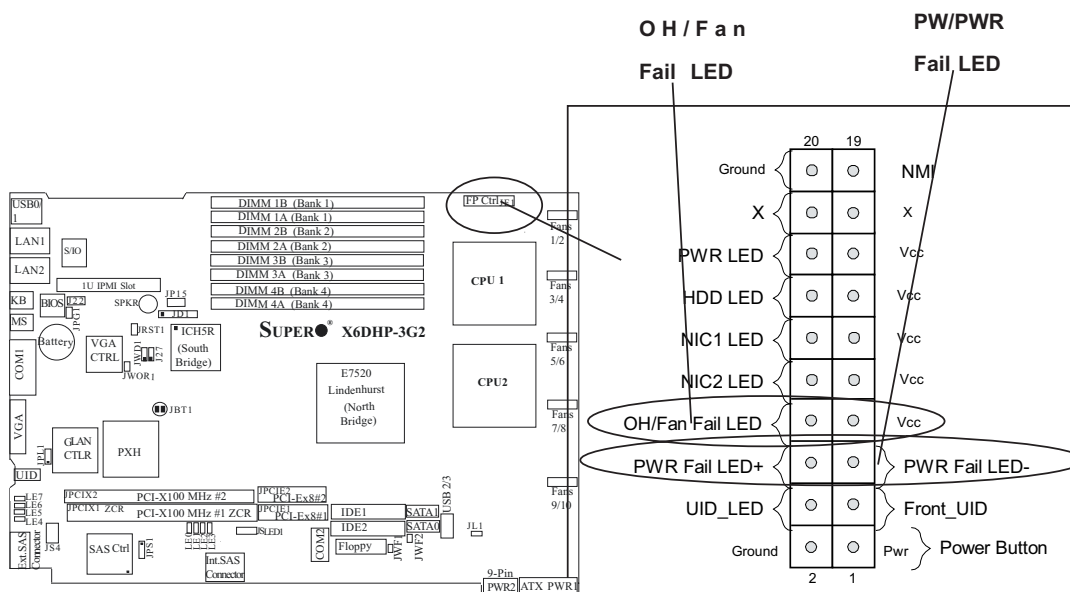 OH/Fan
Fail LED
PW/PWR
Fail LED
20 19
Ground NMI
X X
PWR LED Vcc
HDD LED Vcc
NIC1 LED Vcc
NIC2 LED Vcc
OH/Fan Fail LED Vcc
PWR Fail LED+ PWR Fail LED-
UID_LED Front_UID
Ground Pwr Power Button
2 1
USB0/
1
LAN1
LAN2
S/IO
KB
MS
BIOS
J22
JPG1
1U IPMI Slot
SPKR
JP15
JD1
Battery
COM1
VGA
CTRL
JRST1
JWD1
J27
JWOR1
ICH5R
(South
Bridge)
DIMM 1B (Bank 1)
DIMM 1A (Bank 1)
DIMM 2B (Bank 2)
DIMM 2A (Bank 2)
DIMM 3B (Bank 3)
DIMM 3A (Bank 3)
DIMM 4B (Bank 4)
DIMM 4A (Bank 4)
FP Ctrl
JF1
Fans
1/2
CPU 1
Fans
3/4
SUPER X6DHP-3G2
Fans
5/6
E7520
Lindenhurst
(North
Bridge)
CPU2
Fans
7/8
JBT1
VGA
JPL1
GLAN
CTLR
PXH
UID
Fans
9/10
LE7
LE6
LE5
LE4
JPCIX2 PCI-X100 MHz #2
JPCIX1 ZCR PCI-X100 MHz #1 ZCR
JPCIE2
PCI-Ex8#2
JPCIE1
PCI-Ex8#1
IDE1
IDE2
SATA1
SATA0
USB 2/3
JL1
Ext.SAS
Connector
JS4
SAS Ctrl
JPS1
JSLED1
COM2
Floppy
JWF1
JWF2
Int.SAS
Connector
9-Pin
PWR2
ATX PWR1